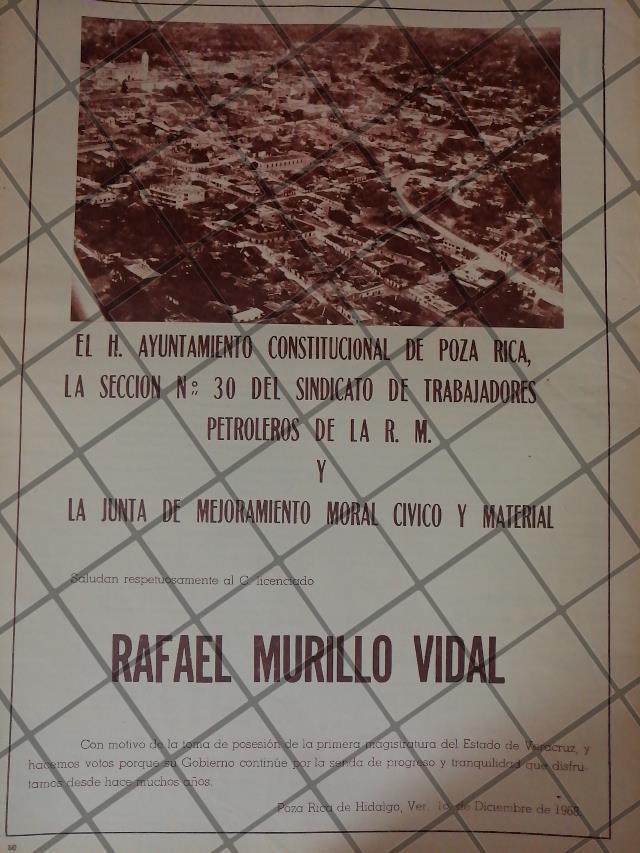 EL H. AYUNTAMIENTO CONSTITUCIONAL DE POZA RICA,
LA SECCION Nº 30 DEL SINDICATO DE TRABAJADORES
PETROLEROS DE LA R. M.
Y
LA JUNTA DE MEJORAMIENTO MORAL CIVICO Y MATERIAL
Saludan respetuosamente al C. licenciado
RAFAEL MURILLO VIDAL
Con motivo de la toma de posesión de la primera magistratura del Estado de Veracruz, y
hacemos votos porque su Gobierno continúe por la senda de progreso y tranquilidad que disfru-
tamos desde hace muchos años.
Poza Rica de Hidalgo, Ver. 1o. de Diciembre de 1968.